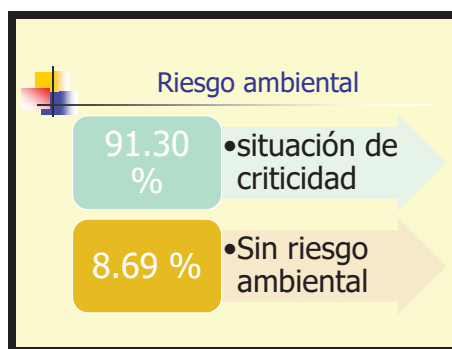 Riesgo ambiental
91.30
%
•situación de
criticidad
8.69 %
•Sin riesgo
ambiental